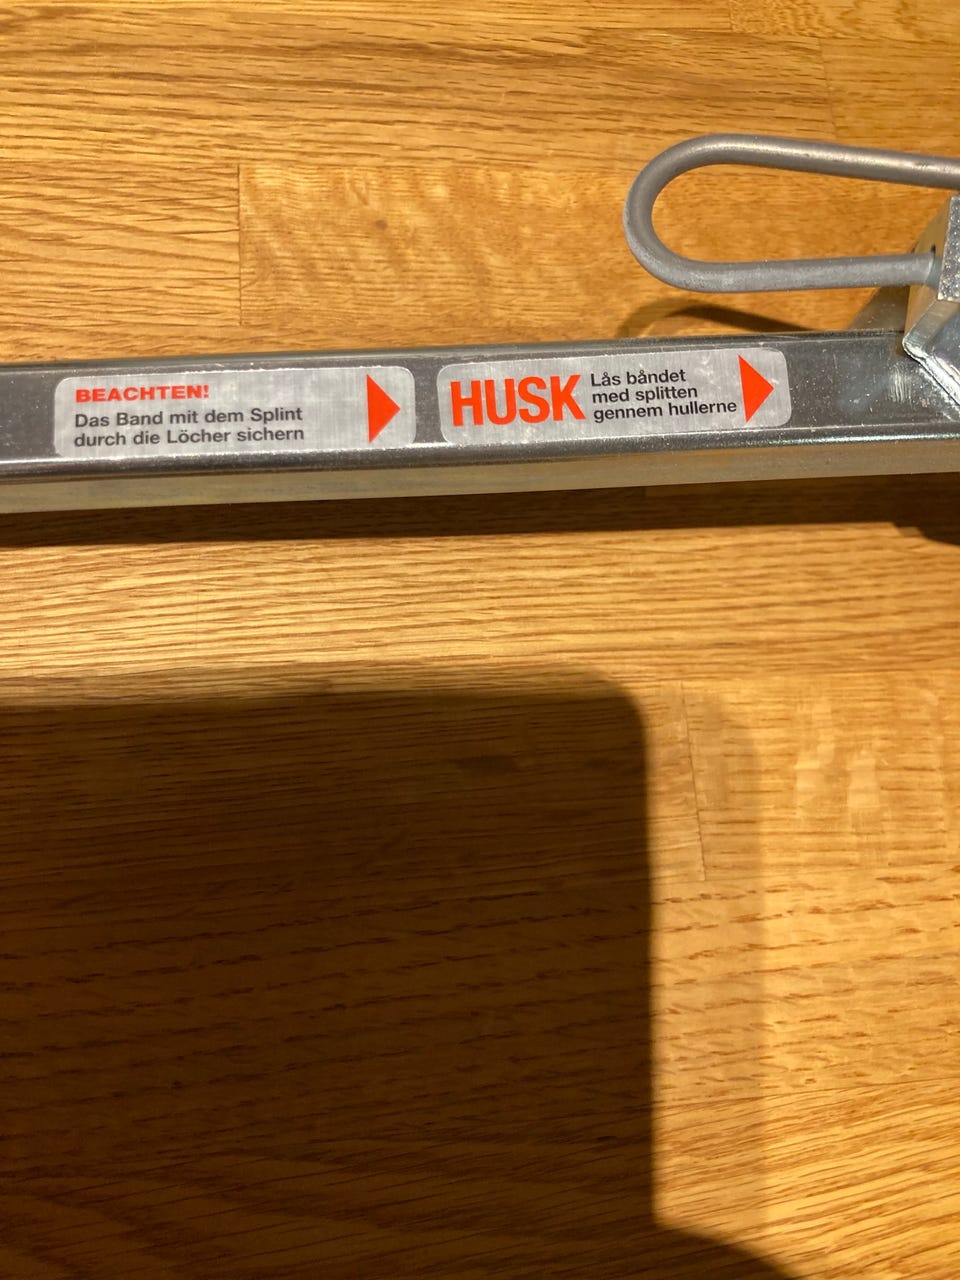 BEACHTEN!
Das Band mit dem Splint
durch die Löcher sichern
HUSK
Lås båndet
med splitten
gennem hullerne